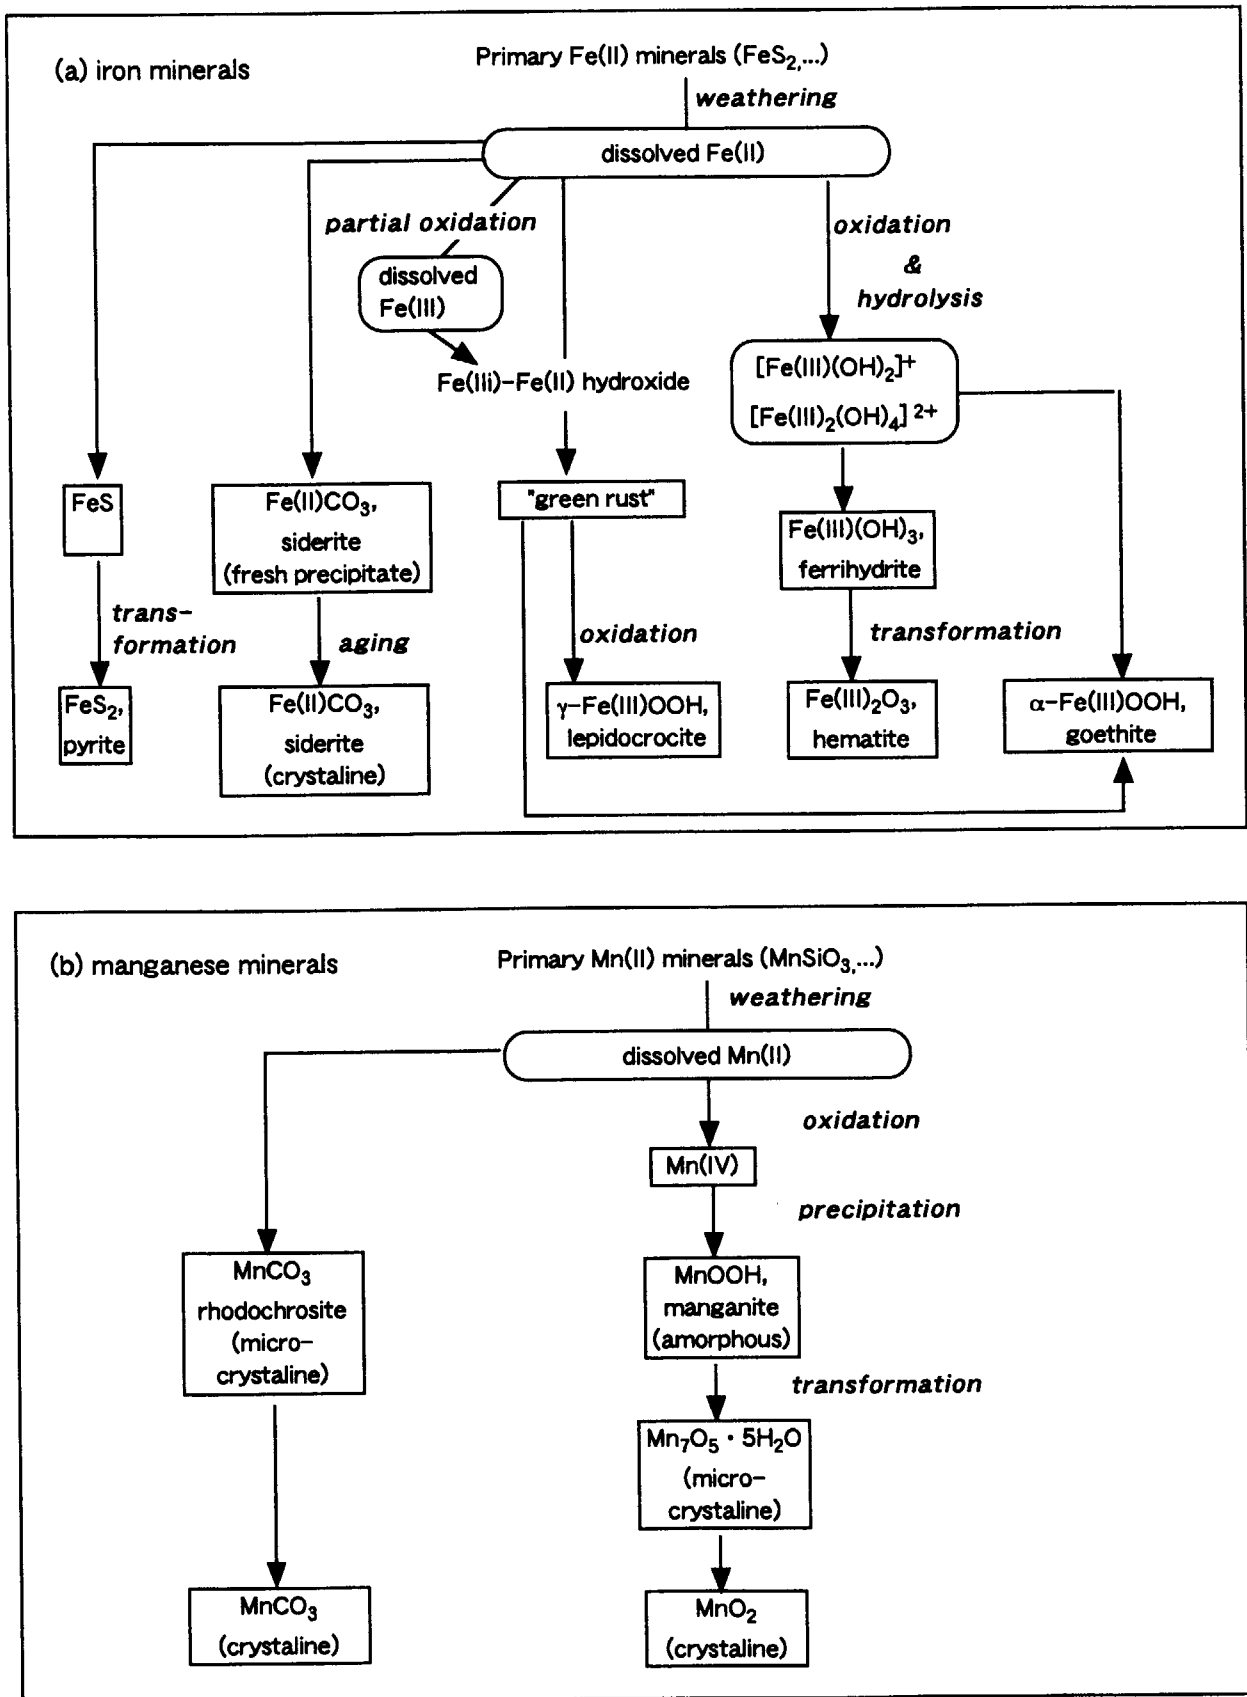 (a) iron minerals
Primary Fe(II) minerals (FeS₂,...)
weathering
dissolved Fe(II)
partial oxidation
oxidation
&
hydrolysis
dissolved
Fe(III)
[Fe(III)(OH)₂]⁺
[Fe(III)₂(OH)₄]²⁺
Fe(IIi)–Fe(II) hydroxide
FeS
Fe(II)CO₃,
siderite
(fresh precipitate)
"green rust"
Fe(III)(OH)₃,
ferrihydrite
trans–
formation
aging
oxidation
transformation
FeS₂,
pyrite
Fe(II)CO₃,
siderite
(crystaline)
γ–Fe(III)OOH,
lepidocrocite
Fe(III)₂O₃,
hematite
α–Fe(III)OOH,
goethite
(b) manganese minerals
Primary Mn(II) minerals (MnSiO₃,...)
weathering
dissolved Mn(II)
oxidation
Mn(IV)
precipitation
MnCO₃
rhodochrosite
(micro–
crystaline)
MnOOH,
manganite
(amorphous)
transformation
Mn₇O₅ · 5H₂O
(micro–
crystaline)
MnCO₃
(crystaline)
MnO₂
(crystaline)